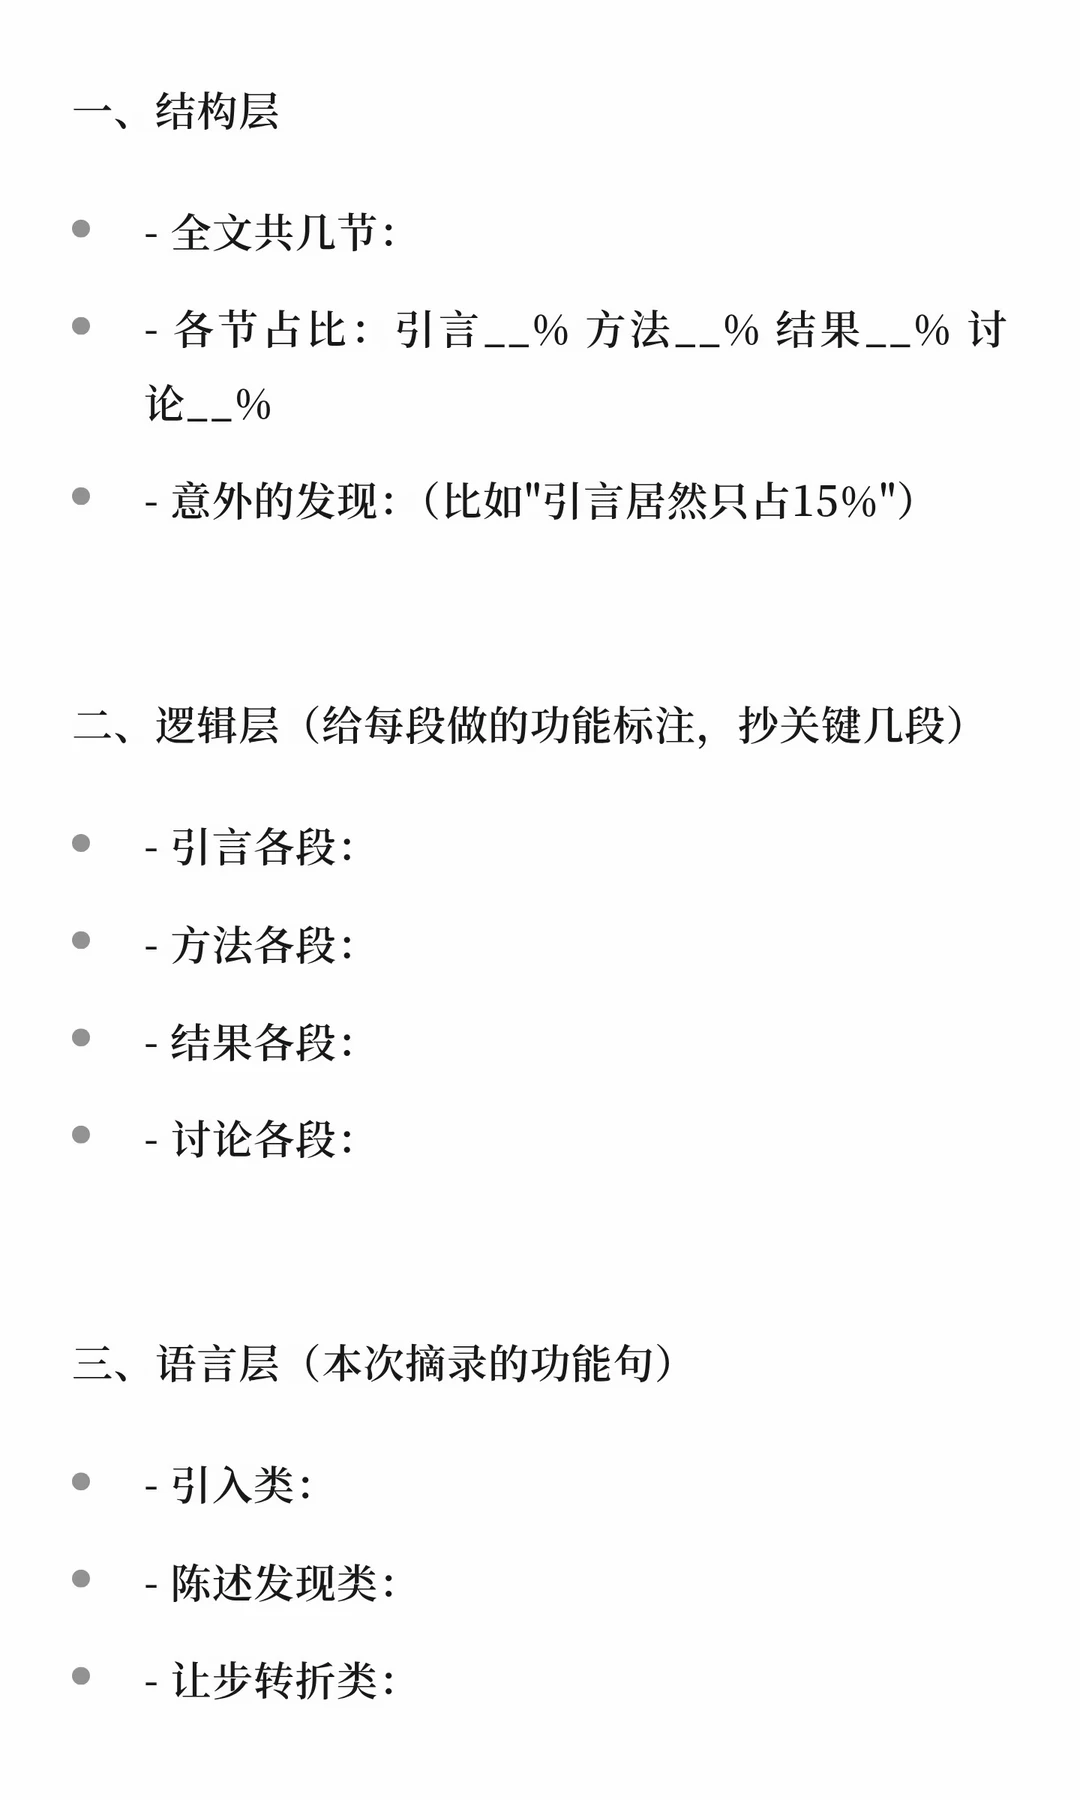 一、结构层
- 全文共几节：
- 各节占比：引言__% 方法__% 结果__% 讨
论__%
- 意外的发现：（比如"引言居然只占15%"）
二、逻辑层（给每段做的功能标注，抄关键几段）
- 引言各段：
- 方法各段：
- 结果各段：
- 讨论各段：
三、语言层（本次摘录的功能句）
- 引入类：
- 陈述发现类：
- 让步转折类：